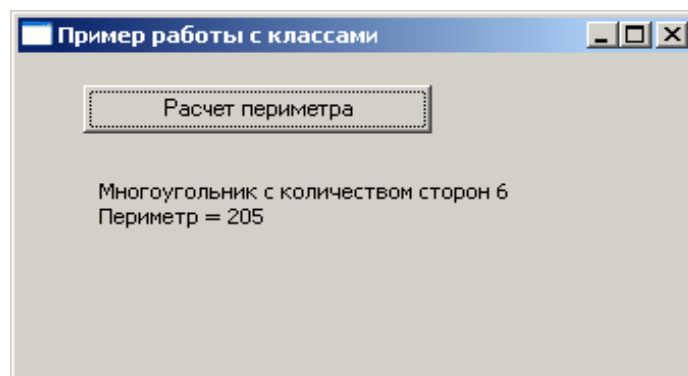 Пример работы с классами
Расчет периметра
Многоугольник с количеством сторон 6
Периметр = 205